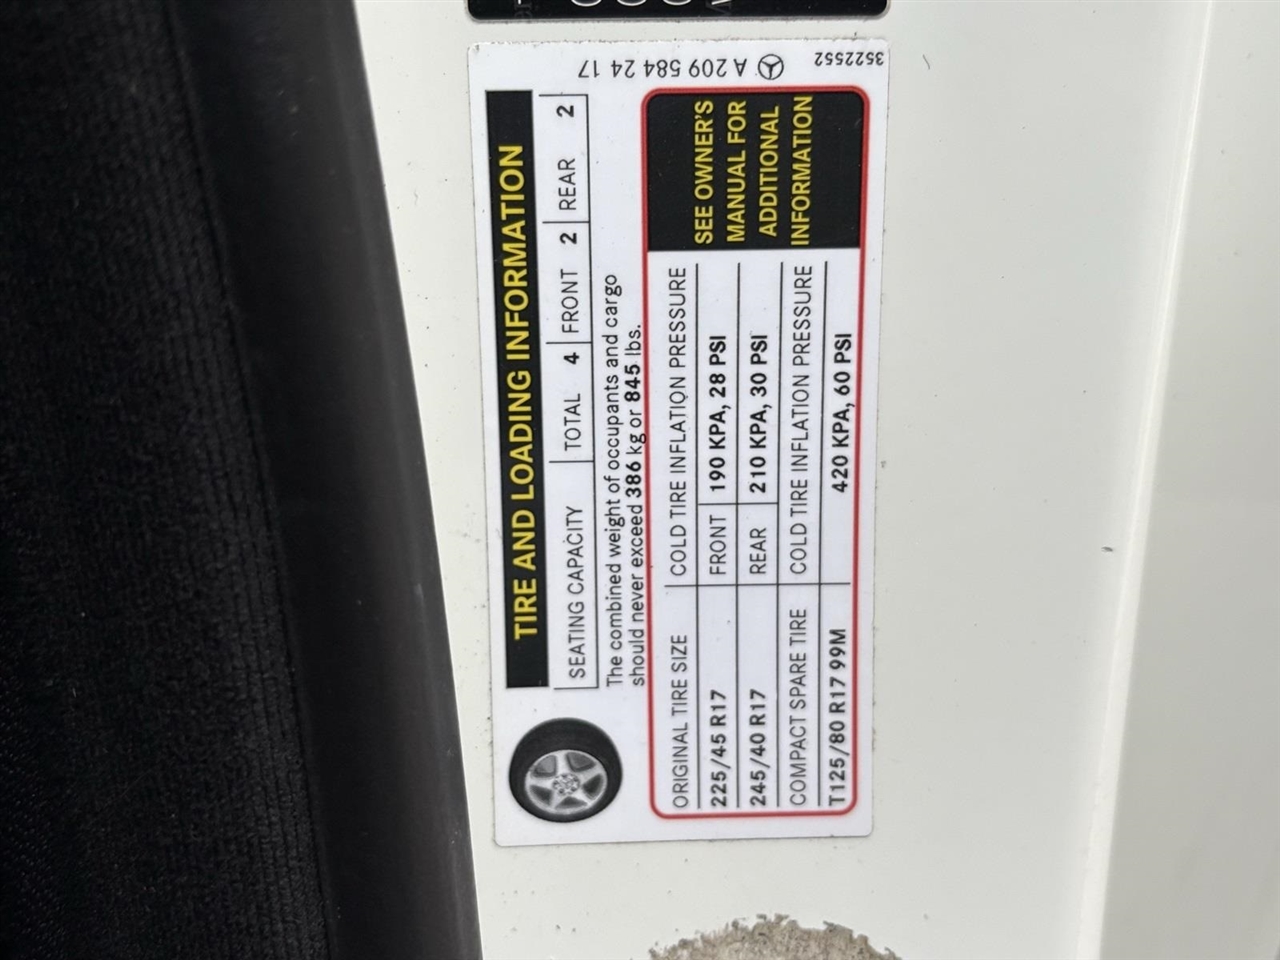 TIRE AND LOADING INFORMATION
SEATING CAPACITY TOTAL 4 FRONT 2 REAR 2
The combined weight of occupants and cargo
should never exceed 386 kg or 845 lbs.
ORIGINAL TIRE SIZE COLD TIRE INFLATION PRESSURE
225/45 R17 FRONT 190 KPA, 28 PSI
245/40 R17 REAR 210 KPA, 30 PSI
COMPACT SPARE TIRE COLD TIRE INFLATION PRESSURE
T125/80 R17 99M 420 KPA, 60 PSI
SEE OWNER'S
MANUAL FOR
ADDITIONAL
INFORMATION
A 209 584 24 17
3522552